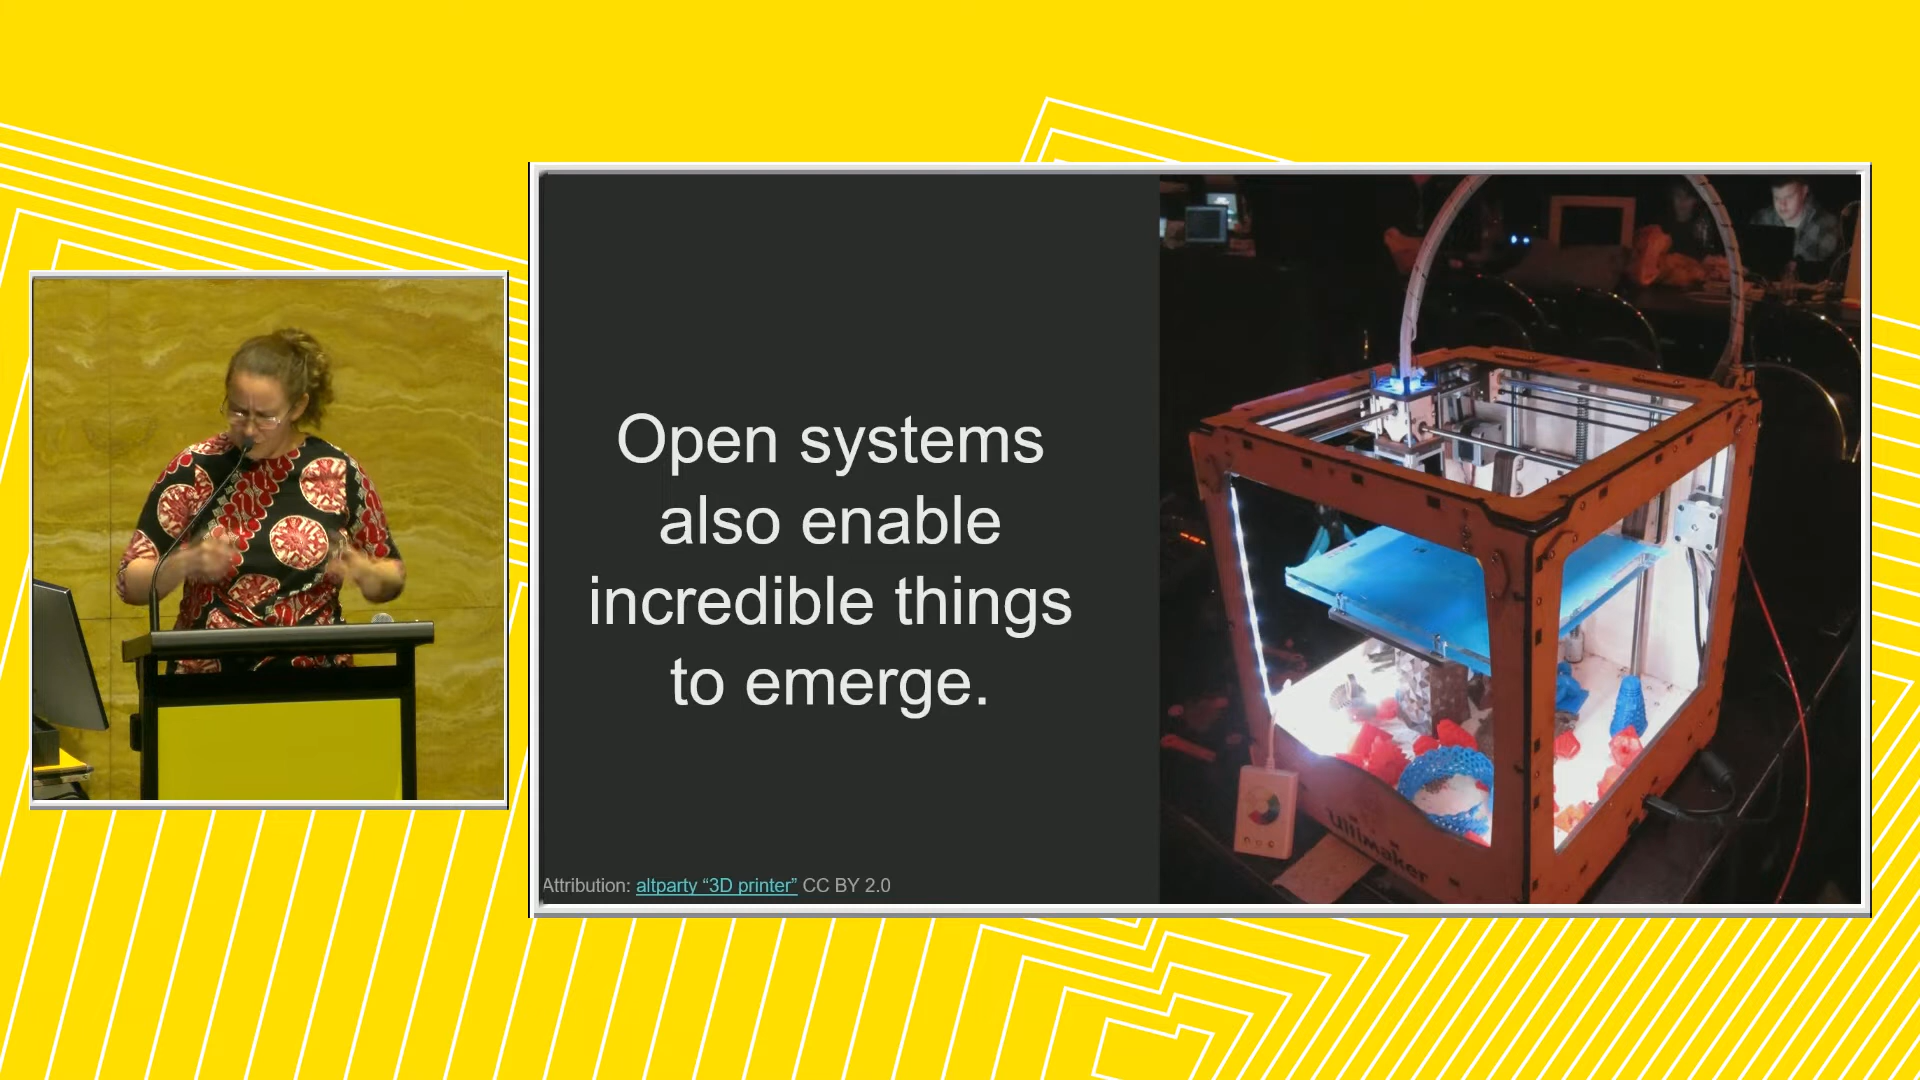 Open systems
also enable
incredible things
to emerge.
Attribution: altparty “3D printer” CC BY 2.0
Ultimaker